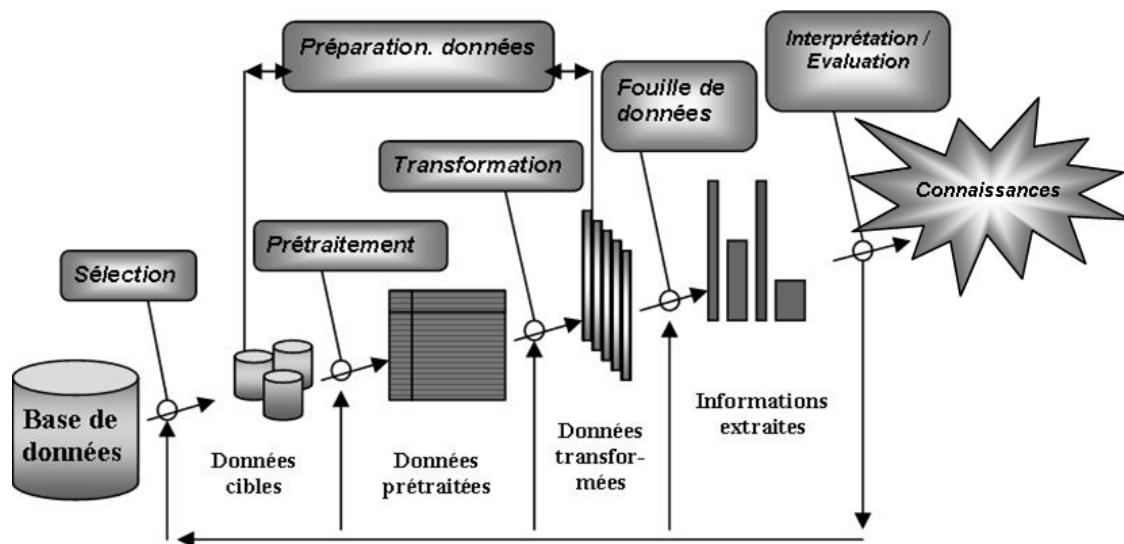 Préparation. données
Interprétation /
Evaluation
Fouille de
données
Transformation
Connaissances
Prétraitement
Sélection
Base de
données
Données
cibles
Données
prétraitées
Données
transfor-
mées
Informations
extraites